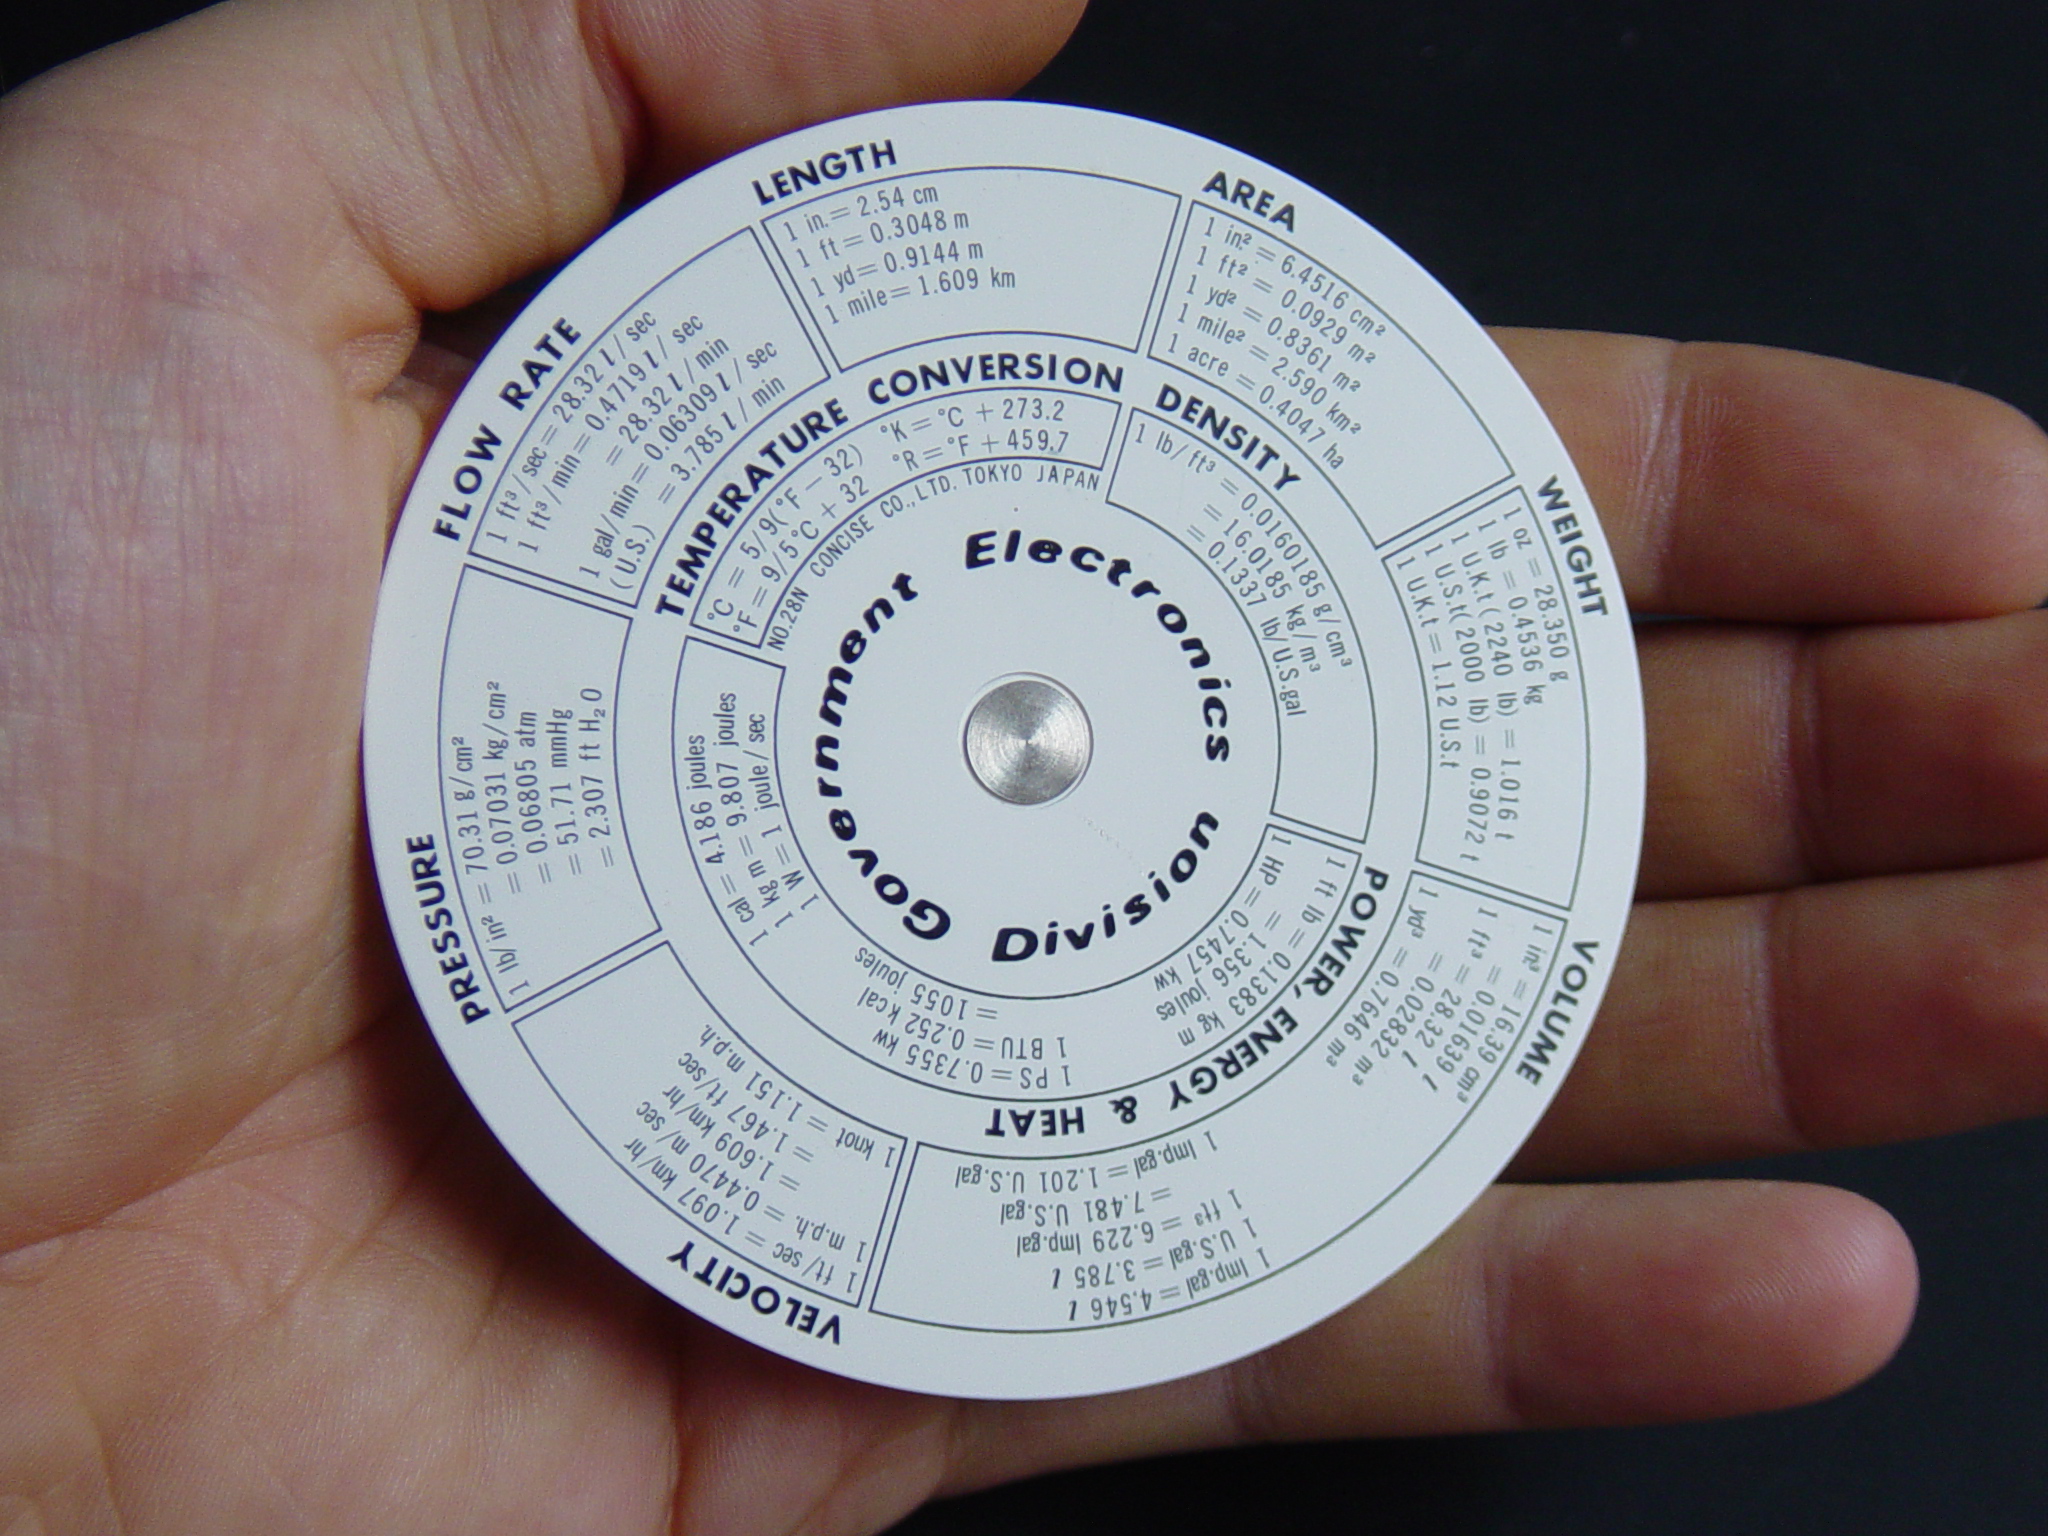 LENGTH
1 in.= 2.54 cm
1 ft = 0.3048 m
1 yd= 0.9144 m
1 mile= 1.609 km
AREA
1 in.² = 6.4516 cm²
1 ft² = 0.0929 m²
1 yd² = 0.8361 m²
1 mile² = 2.590 km²
1 acre = 0.4047 ha
WEIGHT
1 oz = 28.350 g
1 lb = 0.4536 kg
1 U.K.t ( 2240 lb) = 1.016 t
1 U.S.t( 2000 lb) = 0.9072 t
1 U.K.t = 1.12 U.S.t
VOLUME
1 in.³ = 16.39 cm³
= 0.01639 l
1 ft³ = 28.32 l
= 0.02832 m³
1 yd³ = 0.7646 m³
1 Imp.gal = 4.546 l
1 U.S.gal = 3.785 l
1 ft³ = 6.229 Imp.gal
= 7.481 U.S.gal
1 Imp.gal = 1.201 U.S.gal
VELOCITY
1 ft/sec = 1.097 km/hr
1 m.p.h. = 0.4470 m/sec
= 1.609 km/hr
= 1.467 ft/sec
1 knot = 1.151 m.p.h.
PRESSURE
1 lb/in² = 70.31 g/cm²
= 0.07031 kg/cm²
= 0.06805 atm
= 51.71 mmHg
= 2.307 ft H₂O
FLOW RATE
1 ft³/sec= 28.32 l/sec
1 ft³/min= 0.4719 l/sec
= 28.32 l/min
1 gal/min= 0.06309 l/sec
(U.S.) = 3.785 l/min
TEMPERATURE CONVERSION
°C = 5/9(°F − 32)
°F = 9/5°C + 32
°K = °C + 273.2
°R = °F + 459.7
NO.28N CONCISE CO.,LTD. TOKYO JAPAN
DENSITY
1 lb/ft³ = 0.0160185 g/cm³
= 16.0185 kg/m³
= 0.1337 lb/U.S.gal
POWER, ENERGY & HEAT
1 ft lb = 0.1383 kg m
= 1.356 joules
1 HP = 0.7457 kw
1 PS = 0.7355 kw
1 BTU = 0.252 kcal
= 1055 joules
1 cal = 4.186 joules
1 kg m = 9.807 joules
1 W = 1 joule/sec
Government Electronics Division